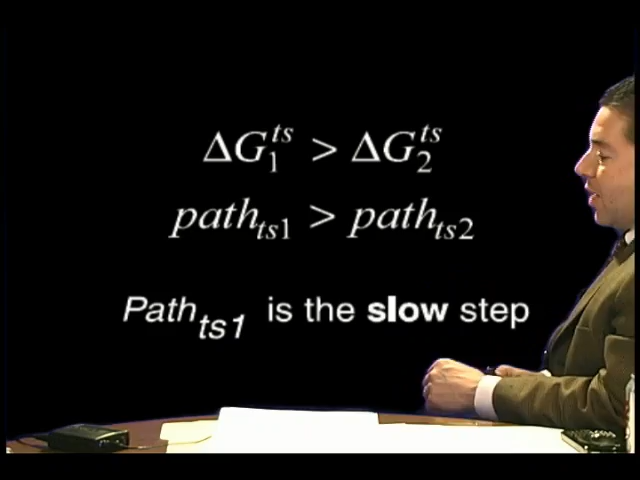 ΔG₁ᵗˢ > ΔG₂ᵗˢ
pathₜₛ₁ > pathₜₛ₂
Pathₜₛ₁ is the slow step